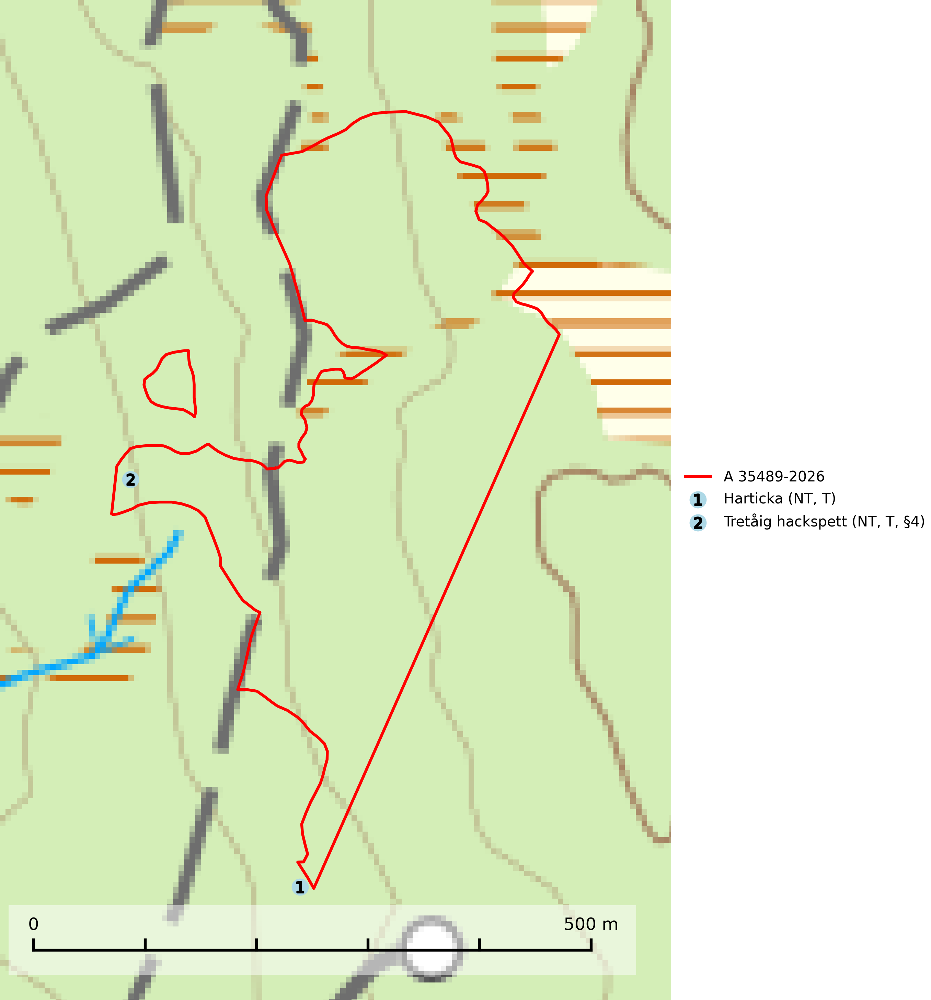 2
1
0
500 m
A 35489-2026
1 Harticka (NT, T)
2 Tretåig hackspett (NT, T, §4)